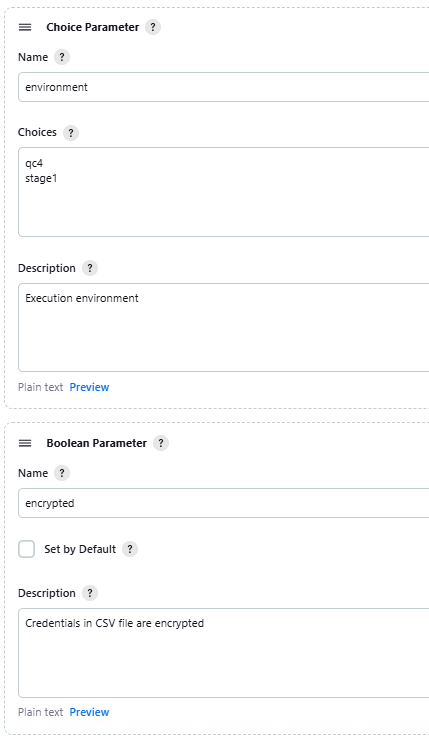 Choice Parameter ?
Name ?
environment
Choices ?
qc4
stage1
Description ?
Execution environment
Plain text Preview
Boolean Parameter ?
Name ?
encrypted
Set by Default ?
Description ?
Credentials in CSV file are encrypted
Plain text Preview